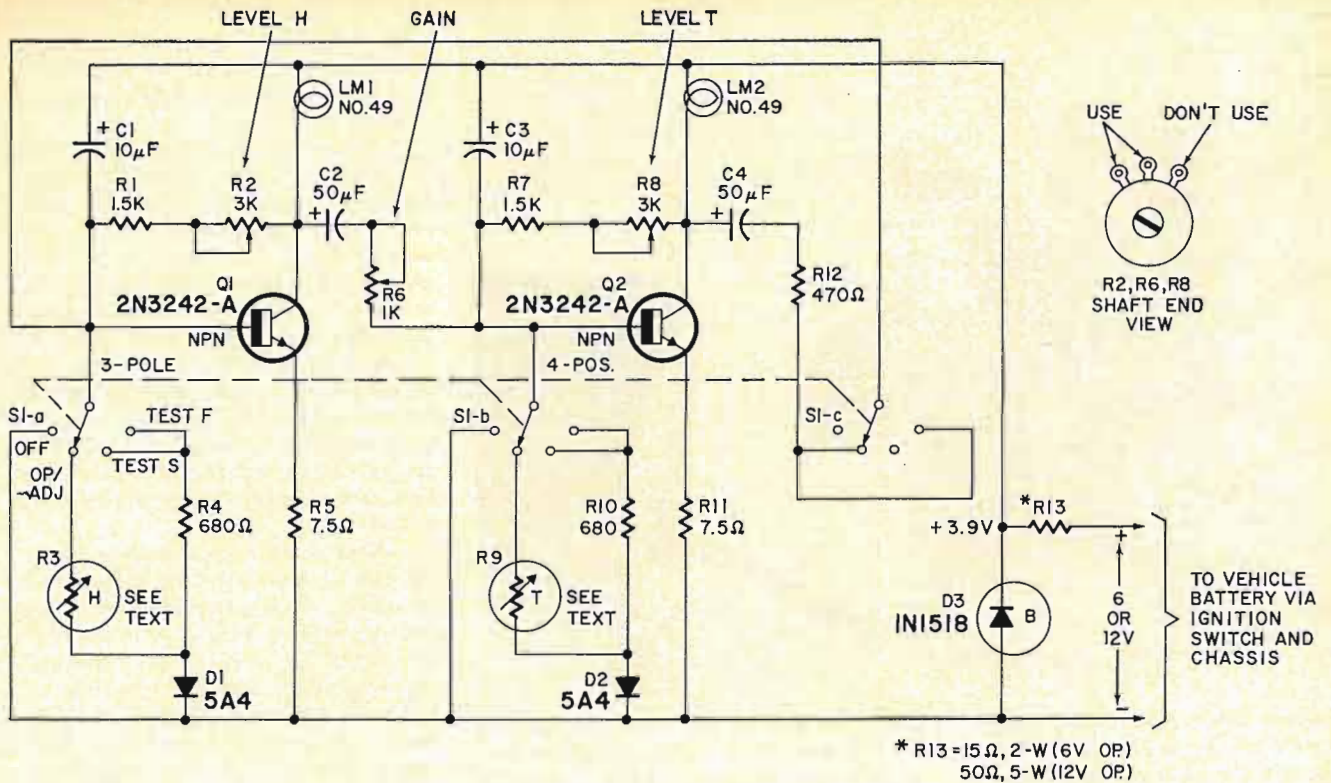 LEVEL H
GAIN
LEVEL T
LM1
NO.49
LM2
NO.49
USE
DON'T USE
+
C1
10µF
+
C3
10µF
R1
1.5K
R2
3K
C2
50µF
+
R7
1.5K
R8
3K
C4
50µF
+
R6
1K
R12
470Ω
R2,R6,R8
SHAFT END
VIEW
Q1
2N3242-A
NPN
Q2
2N3242-A
NPN
3-POLE
4-POS.
S1-a
OFF
OP/
~ADJ
TEST F
TEST S
S1-b
S1-c
R4
680Ω
R5
7.5Ω
R10
680
R11
7.5Ω
+3.9V
*R13
+
6
OR
12V
-
TO VEHICLE
BATTERY VIA
IGNITION
SWITCH AND
CHASSIS
R3
H
SEE
TEXT
R9
T
SEE
TEXT
D3
1N1518
B
D1
5A4
D2
5A4
* R13=15Ω, 2-W (6V OP.)
50Ω, 5-W (12V OP.)